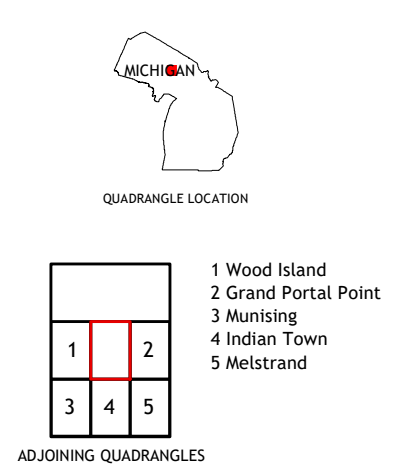 MICHIGAN
QUADRANGLE LOCATION
1 Wood Island
2 Grand Portal Point
3 Munising
4 Indian Town
5 Melstrand
1 2
3 4 5
ADJOINING QUADRANGLES